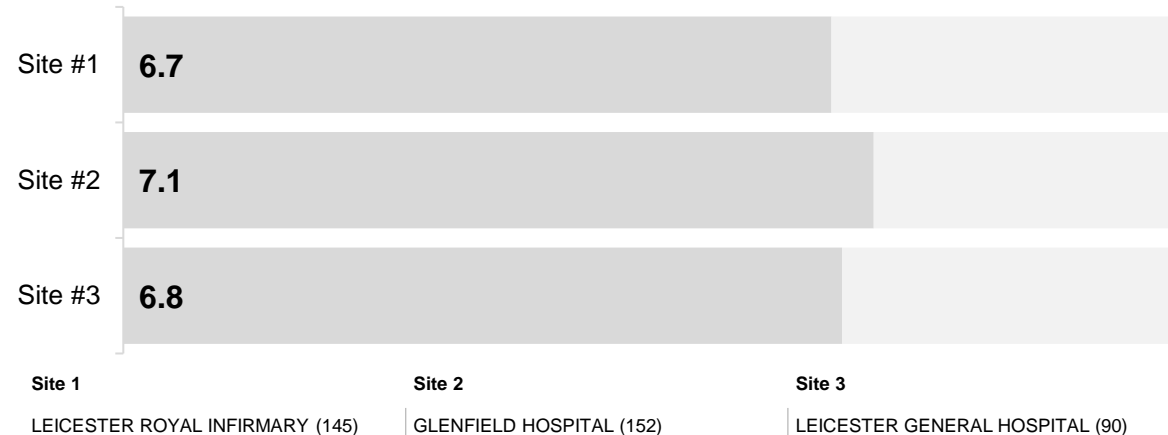 Site #1 6.7
Site #2 7.1
Site #3 6.8
Site 1 Site 2 Site 3
LEICESTER ROYAL INFIRMARY (145) GLENFIELD HOSPITAL (152) LEICESTER GENERAL HOSPITAL (90)